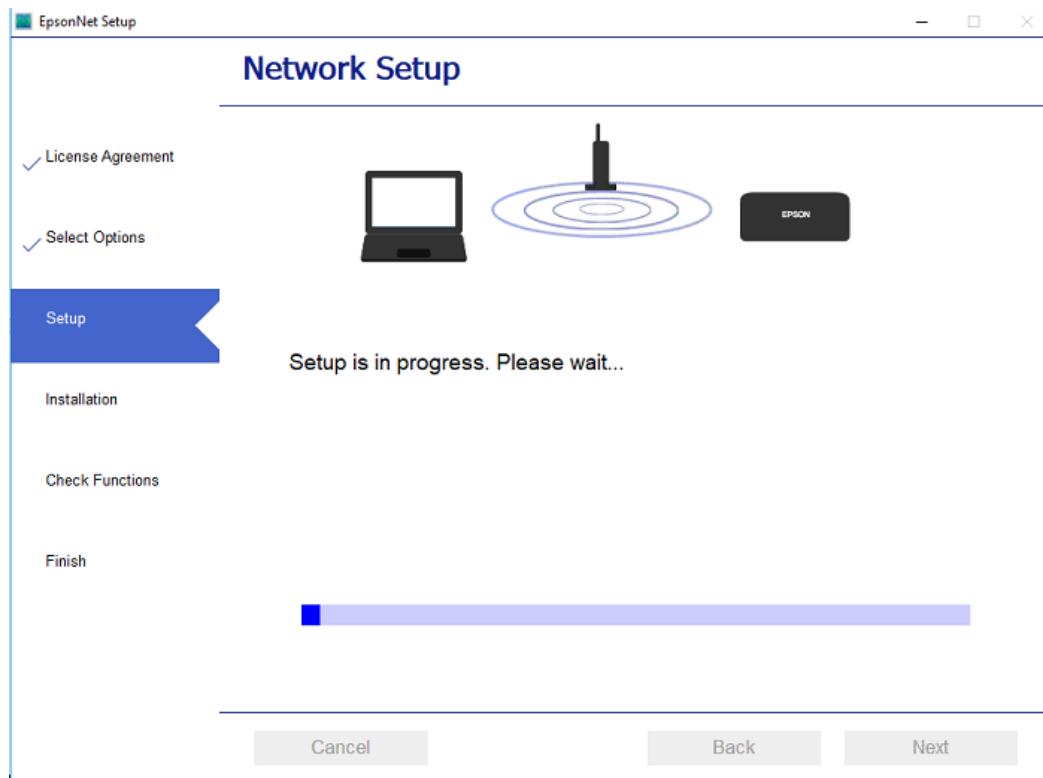 EpsonNet Setup
Network Setup
License Agreement
Select Options
Setup
Installation
Check Functions
Finish
EPSON
Setup is in progress. Please wait...
Cancel
Back
Next